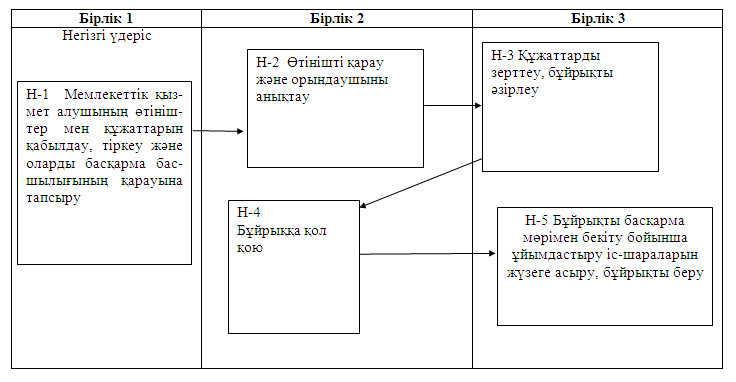 Бірлік 1
Бірлік 2
Бірлік 3
Негізгі үдеріс
Н-1 Мемлекеттік қыз-
мет алушының өтініш-
тер мен құжаттарын
қабылдау, тіркеу және
оларды басқарма бас-
шылығының қарауына
тапсыру
Н-2 Өтінішті қарау
және орындаушыны
анықтау
Н-3 Құжаттарды
зерттеу, бұйрықты
әзірлеу
Н-4
Бұйрыққа қол
қою
Н-5 Бұйрықты басқарма
мөрімен бекіту бойынша
ұйымдастыру іс-шараларын
жүзеге асыру, бұйрықты беру